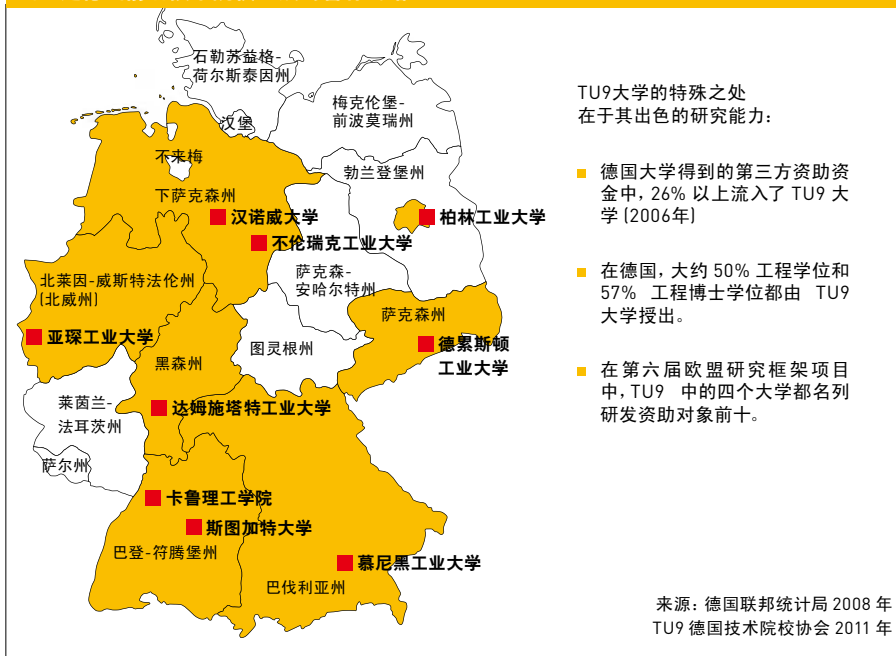 石勒苏益格-
荷尔斯泰因州
梅克伦堡-
前波莫瑞州
汉堡
不来梅
勃兰登堡州
下萨克森州
汉诺威大学
柏林工业大学
不伦瑞克工业大学
萨克森-
安哈尔特州
北莱因-威斯特法伦州
(北威州)
萨克森州
亚琛工业大学
图灵根州
德累斯顿
工业大学
黑森州
莱茵兰-
法耳茨州
达姆施塔特工业大学
萨尔州
卡鲁理工学院
斯图加特大学
巴登-符腾堡州
慕尼黑工业大学
巴伐利亚州
TU9大学的特殊之处
在于其出色的研究能力：
德国大学得到的第三方资助资
金中，26% 以上流入了 TU9 大
学 (2006年)
在德国，大约 50% 工程学位和
57% 工程博士学位都由 TU9
大学授出。
在第六届欧盟研究框架项目
中，TU9 中的四个大学都名列
研发资助对象前十。
来源：德国联邦统计局 2008 年
TU9 德国技术院校协会 2011 年